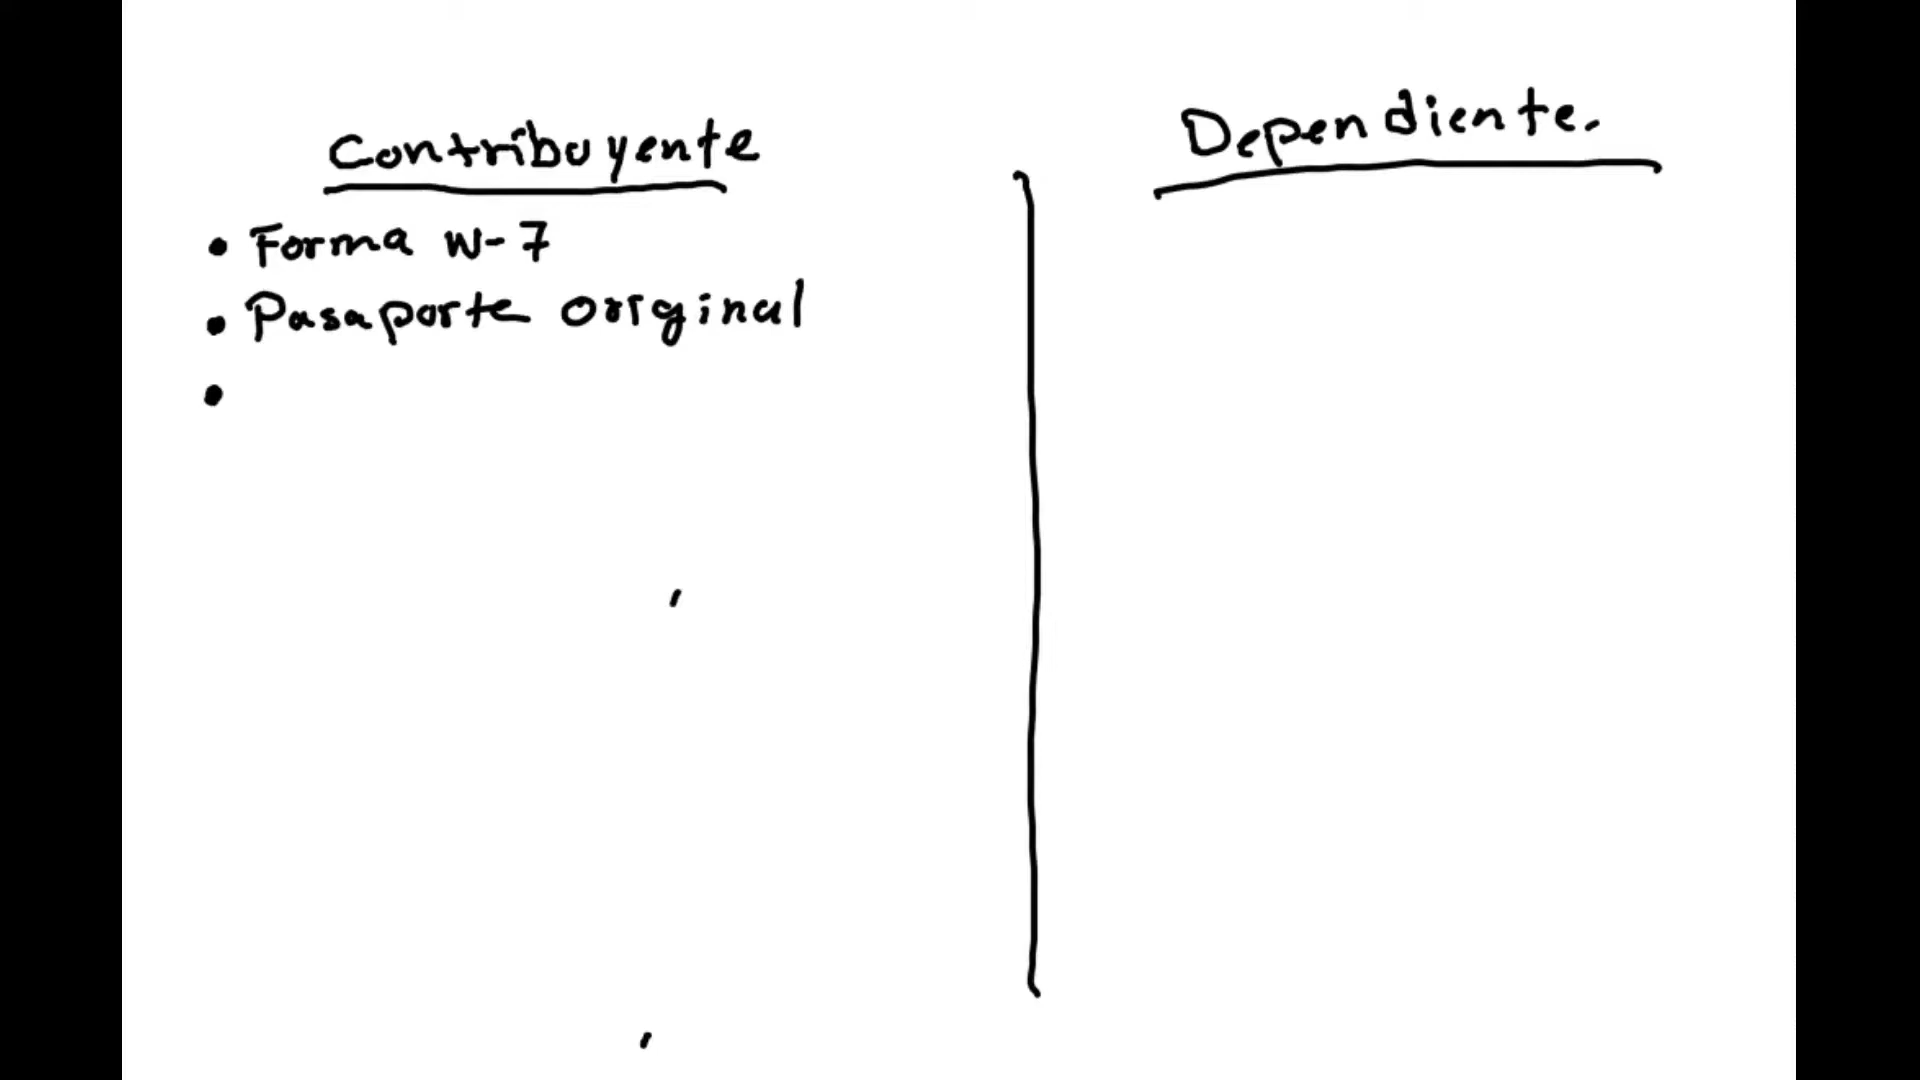 Contribuyente
• Forma W-7
• Pasaporte original
•
Dependiente.